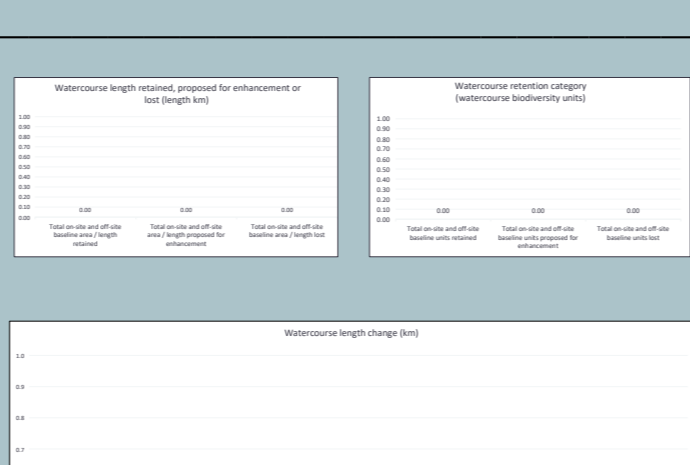 Watercourse length retained, proposed for enhancement or
lost (length km)
1.00
0.90
0.80
0.70
0.60
0.50
0.40
0.30
0.20
0.10
0.00
0.00
0.00
0.00
Total on-site and off-site
baseline area / length
retained
Total on-site and off-site
area / length proposed for
enhancement
Total on-site and off-site
baseline area / length lost
Watercourse retention category
(watercourse biodiversity units)
1.00
0.90
0.80
0.70
0.60
0.50
0.40
0.30
0.20
0.10
0.00
0.00
0.00
0.00
Total on-site and off-site
baseline units retained
Total on-site and off-site
baseline units proposed for
enhancement
Total on-site and off-site
baseline units lost
Watercourse length change (km)
1.0
0.9
0.8
0.7